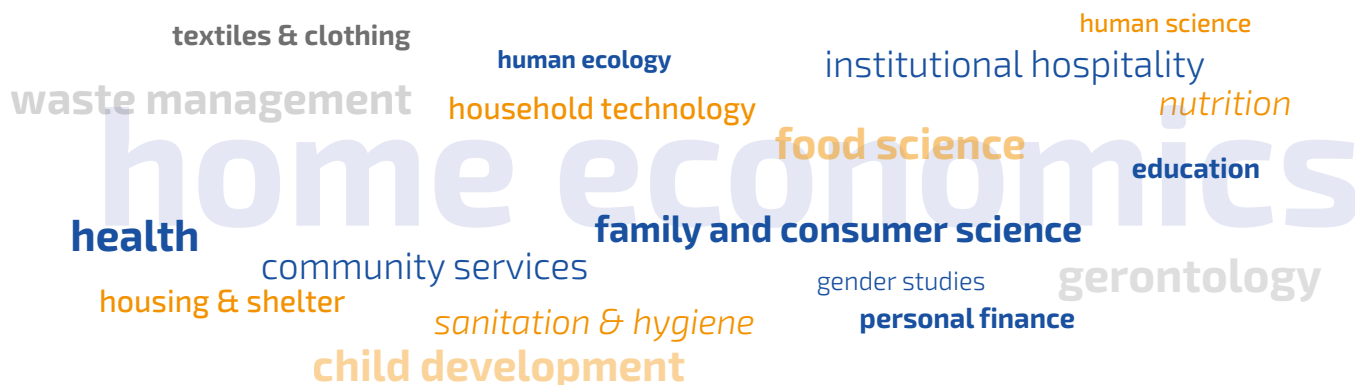 human science
textiles & clothing
human ecology
institutional hospitality
waste management
household technology
nutrition
home economics
food science
education
health
family and consumer science
community services
gender studies
gerontology
housing & shelter
sanitation & hygiene
personal finance
child development